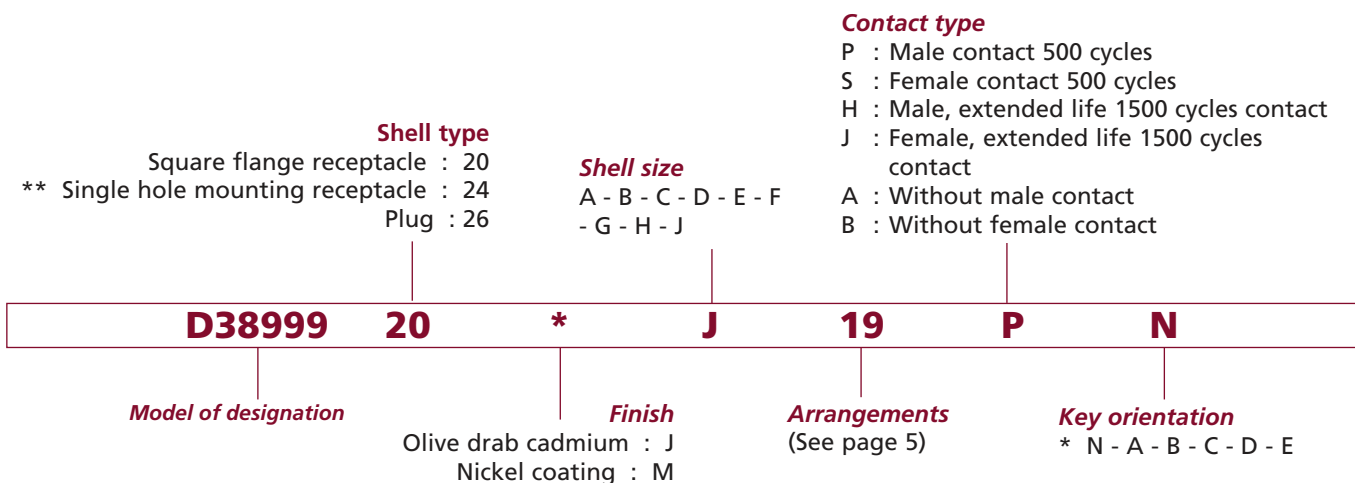 Contact type
P : Male contact 500 cycles
S : Female contact 500 cycles
H : Male, extended life 1500 cycles contact
J : Female, extended life 1500 cycles
contact
A : Without male contact
B : Without female contact
Shell type
Square flange receptacle : 20
** Single hole mounting receptacle : 24
Plug : 26
Shell size
A - B - C - D - E - F
- G - H - J
D38999 20 * J 19 P N
Model of designation
Finish
Olive drab cadmium : J
Nickel coating : M
Arrangements
(See page 5)
Key orientation
* N - A - B - C - D - E